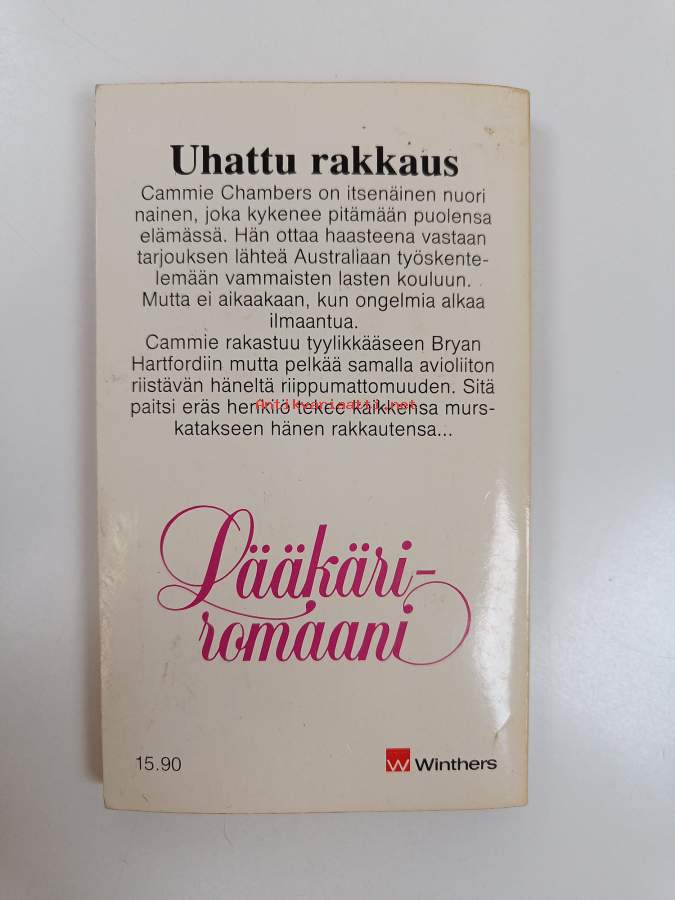 Uhattu rakkaus
Cammie Chambers on itsenäinen nuori
nainen, joka kykenee pitämään puolensa
elämässä. Hän ottaa haasteena vastaan
tarjouksen lähteä Australiaan työskente-
lemään vammaisten lasten kouluun.
Mutta ei aikaakaan, kun ongelmia alkaa
ilmaantua.
Cammie rakastuu tyylikkääseen Bryan
Hartfordiin mutta pelkää samalla avioliiton
riistävän häneltä riippumattomuuden. Sitä
paitsi eräs henkilö tekee kaikkensa murs-
Antikvariaatti.net
katakseen hänen rakkautensa...
Lääkäri-
romaani
15.90
W Winthers